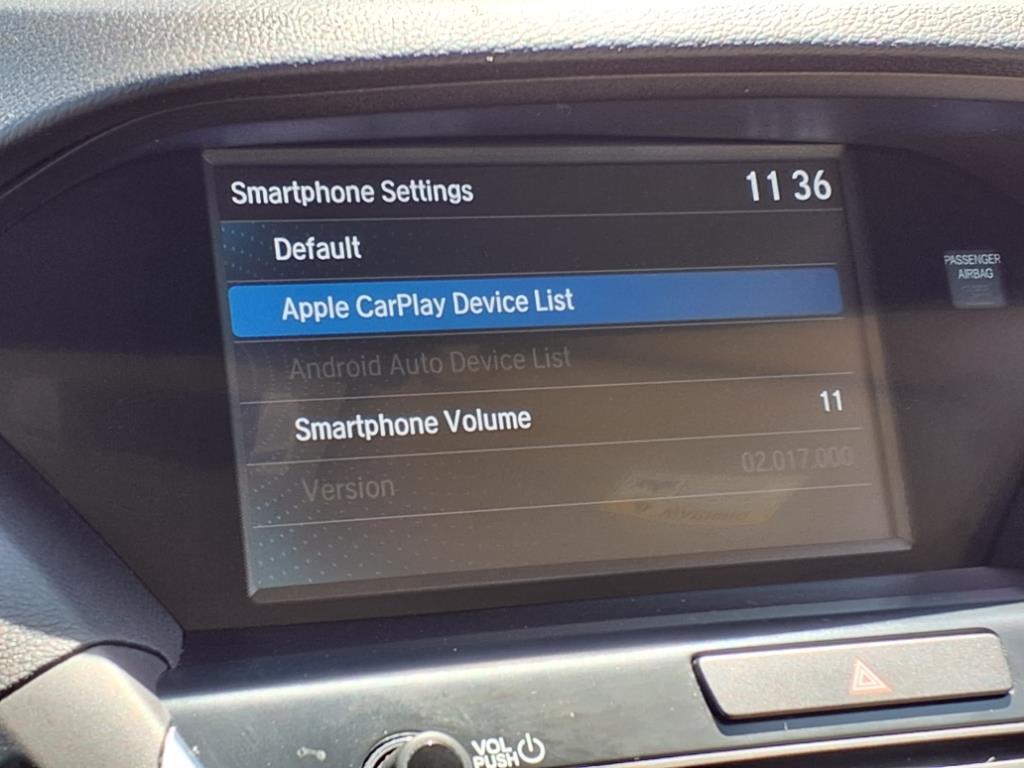 Smartphone Settings 11 36
Default
Apple CarPlay Device List
PASSENGER
AIRBAG
Android Auto Device List
Smartphone Volume 11
Version 02.017.000
VOL
PUSH